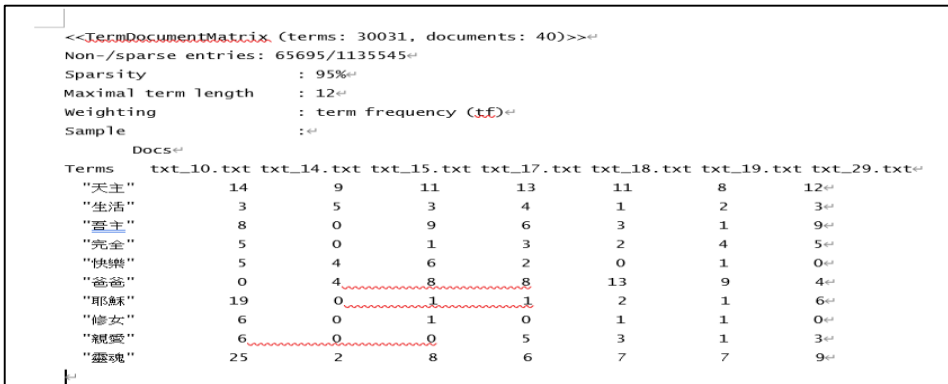 <<TermDocumentMatrix (terms: 30031, documents: 40)>>
Non-/sparse entries: 65695/1135545
Sparsity : 95%
Maximal term length : 12
Weighting : term frequency (tf)
Sample :
Docs
Terms txt_10.txt txt_14.txt txt_15.txt txt_17.txt txt_18.txt txt_19.txt txt_29.txt
"天主" 14 9 11 13 11 8 12
"生活" 3 5 3 4 1 2 3
"吾主" 8 0 9 6 3 1 9
"完全" 5 0 1 3 2 4 5
"快樂" 5 4 6 2 0 1 0
"爸爸" 0 4 8 8 13 9 4
"耶穌" 19 0 1 1 2 1 6
"修女" 6 0 1 0 1 1 0
"親愛" 6 0 0 5 3 1 3
"靈魂" 25 2 8 6 7 7 9